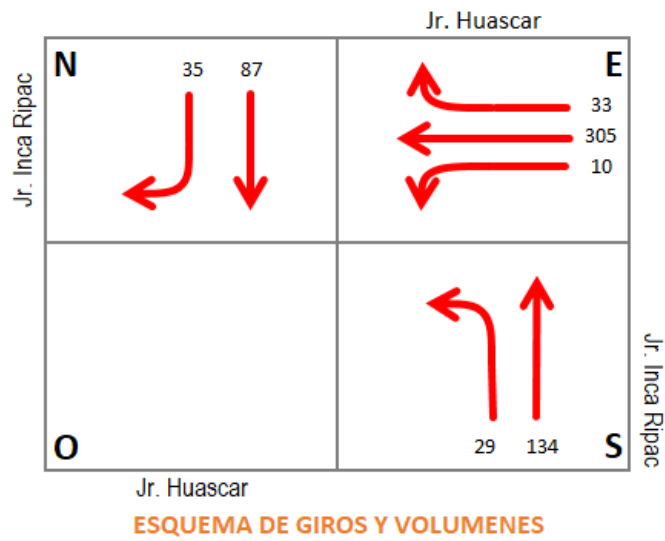 Jr. Huascar
N 35 87 E
33
305
10
Jr. Inca Ripac
Jr. Inca Ripac
O 29 134 S
Jr. Huascar
ESQUEMA DE GIROS Y VOLUMENES